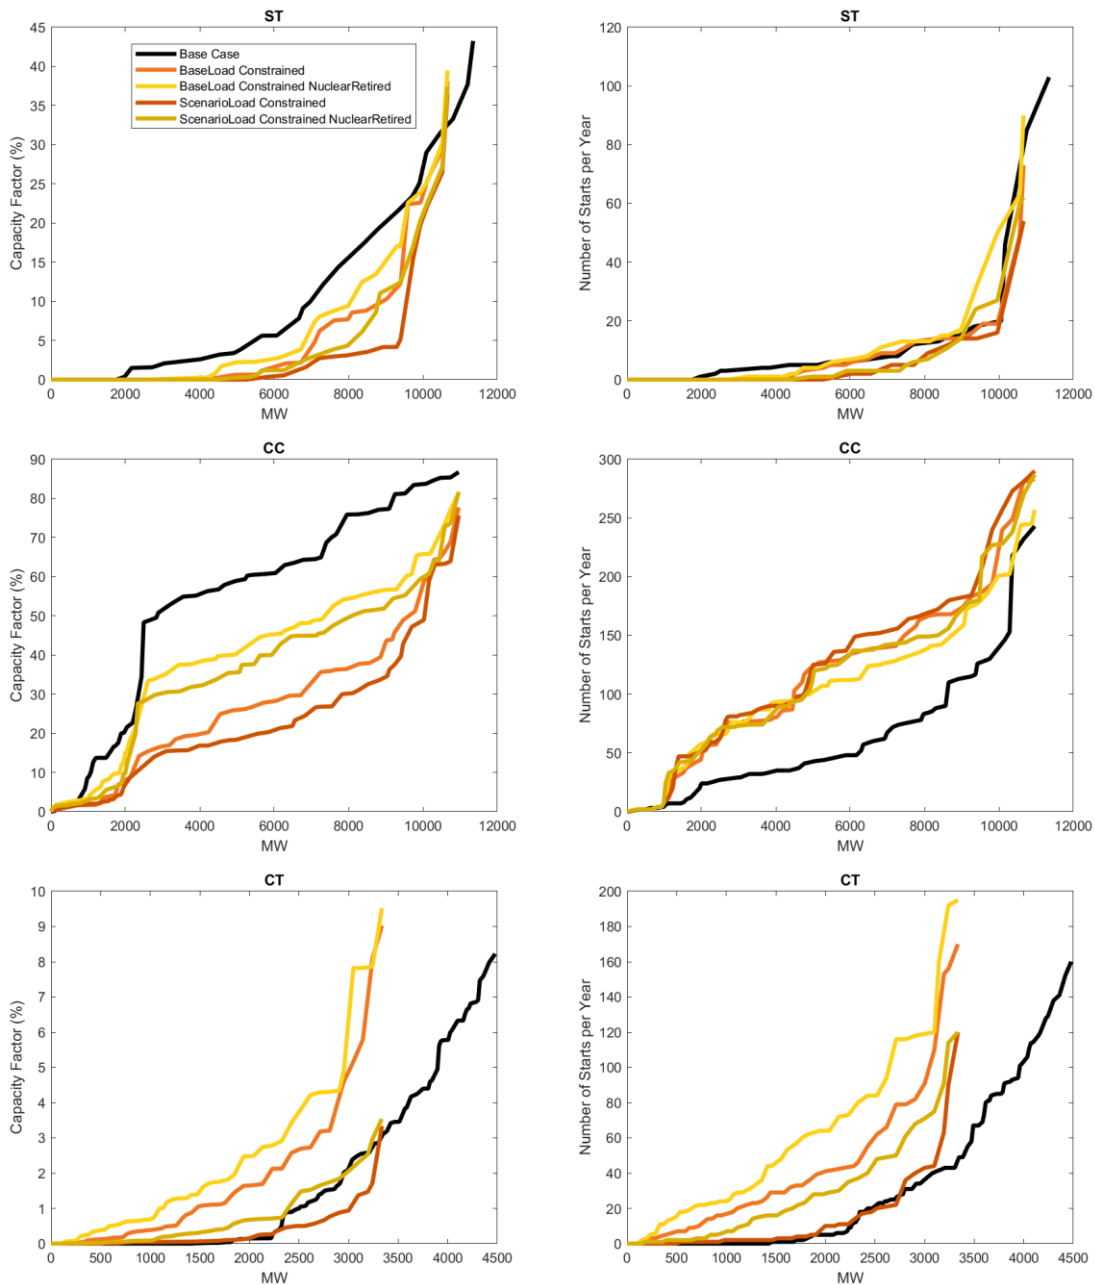 ST
45
40
35
30
25
20
15
10
5
0
Capacity Factor (%)
Base Case
BaseLoad Constrained
BaseLoad Constrained NuclearRetired
ScenarioLoad Constrained
ScenarioLoad Constrained NuclearRetired
0 2000 4000 6000 8000 10000 12000
MW
ST
120
100
80
60
40
20
0
Number of Starts per Year
0 2000 4000 6000 8000 10000 12000
MW
CC
90
80
70
60
50
40
30
20
10
0
Capacity Factor (%)
0 2000 4000 6000 8000 10000 12000
MW
CC
300
250
200
150
100
50
0
Number of Starts per Year
0 2000 4000 6000 8000 10000 12000
MW
CT
10
9
8
7
6
5
4
3
2
1
0
Capacity Factor (%)
0 500 1000 1500 2000 2500 3000 3500 4000 4500
MW
CT
200
180
160
140
120
100
80
60
40
20
0
Number of Starts per Year
0 500 1000 1500 2000 2500 3000 3500 4000 4500
MW